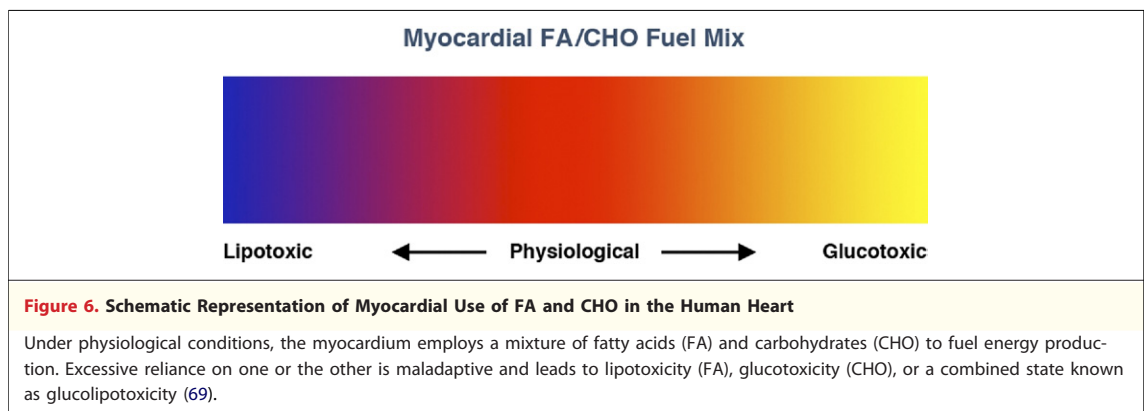 Myocardial FA/CHO Fuel Mix
Lipotoxic Physiological Glucotoxic
Figure 6. Schematic Representation of Myocardial Use of FA and CHO in the Human Heart
Under physiological conditions, the myocardium employs a mixture of fatty acids (FA) and carbohydrates (CHO) to fuel energy produc-
tion. Excessive reliance on one or the other is maladaptive and leads to lipotoxicity (FA), glucotoxicity (CHO), or a combined state known
as glucolipotoxicity (69).